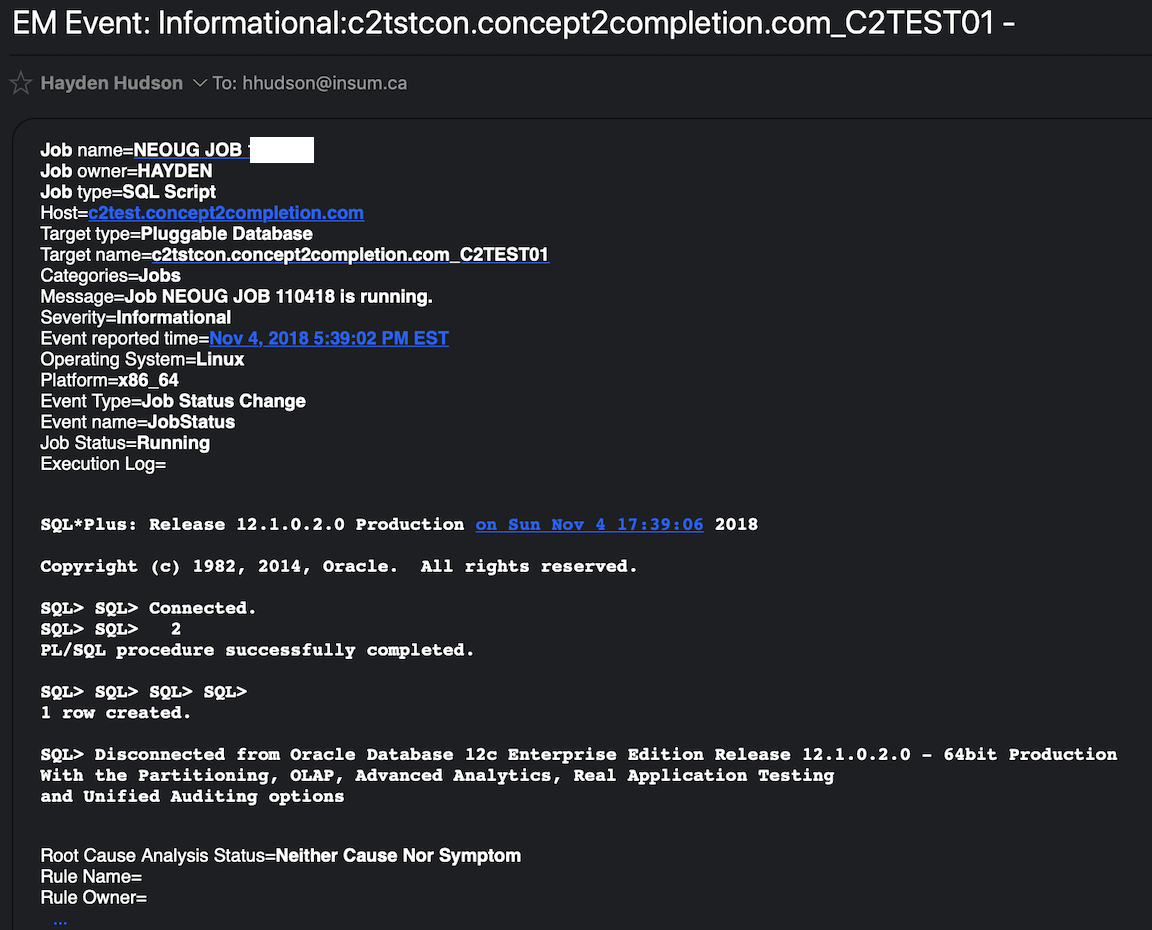 EM Event: Informational:c2tstcon.concept2completion.com_C2TEST01 -
Hayden Hudson To: hhudson@insum.ca
Job name=NEOUG JOB
Job owner=HAYDEN
Job type=SQL Script
Host=c2test.concept2completion.com
Target type=Pluggable Database
Target name=c2tstcon.concept2completion.com_C2TEST01
Categories=Jobs
Message=Job NEOUG JOB 110418 is running.
Severity=Informational
Event reported time=Nov 4, 2018 5:39:02 PM EST
Operating System=Linux
Platform=x86_64
Event Type=Job Status Change
Event name=JobStatus
Job Status=Running
Execution Log=
SQL*Plus: Release 12.1.0.2.0 Production on Sun Nov 4 17:39:06 2018
Copyright (c) 1982, 2014, Oracle.  All rights reserved.
SQL> SQL> Connected.
SQL> SQL>   2
PL/SQL procedure successfully completed.
SQL> SQL> SQL> SQL>
1 row created.
SQL> Disconnected from Oracle Database 12c Enterprise Edition Release 12.1.0.2.0 - 64bit Production
With the Partitioning, OLAP, Advanced Analytics, Real Application Testing
and Unified Auditing options
Root Cause Analysis Status=Neither Cause Nor Symptom
Rule Name=
Rule Owner=
...